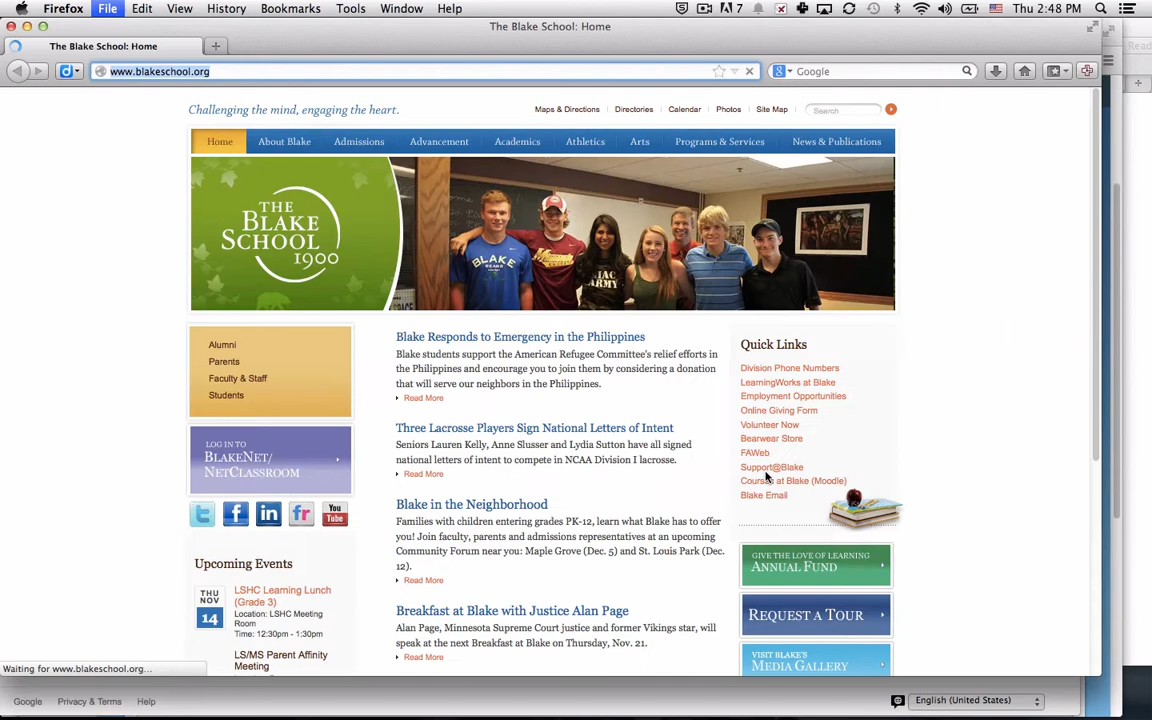 Firefox File Edit View History Bookmarks Tools Window Help 7 Thu 2:48 PM
The Blake School: Home
The Blake School: Home
www.blakeschool.org Google
Challenging the mind, engaging the heart. Maps & Directions Directories Calendar Photos Site Map Search
Home About Blake Admissions Advancement Academics Athletics Arts Programs & Services News & Publications
THE
BLAKE
SCHOOL
1900
BLAKE
ARMY
Alumni
Parents
Faculty & Staff
Students
LOG IN TO
BLAKENET/
NETCLASSROOM
You
Tube
Upcoming Events
THU
NOV
14
LSHC Learning Lunch
(Grade 3)
Location: LSHC Meeting
Room
Time: 12:30pm - 1:30pm
LS/MS Parent Affinity
Meeting
Blake Responds to Emergency in the Philippines
Blake students support the American Refugee Committee's relief efforts in
the Philippines and encourage you to join them by considering a donation
that will serve our neighbors in the Philippines.
Read More
Three Lacrosse Players Sign National Letters of Intent
Seniors Lauren Kelly, Anne Slusser and Lydia Sutton have all signed
national letters of intent to compete in NCAA Division I lacrosse.
Read More
Blake in the Neighborhood
Families with children entering grades PK-12, learn what Blake has to offer
you! Join faculty, parents and admissions representatives at an upcoming
Community Forum near you: Maple Grove (Dec. 5) and St. Louis Park (Dec.
12).
Read More
Breakfast at Blake with Justice Alan Page
Alan Page, Minnesota Supreme Court justice and former Vikings star, will
speak at the next Breakfast at Blake on Thursday, Nov. 21.
Read More
Quick Links
Division Phone Numbers
LearningWorks at Blake
Employment Opportunities
Online Giving Form
Volunteer Now
Bearwear Store
FAWeb
Support@Blake
Courses at Blake (Moodle)
Blake Email
GIVE THE LOVE OF LEARNING
ANNUAL FUND
REQUEST A TOUR
VISIT BLAKE'S
MEDIA GALLERY
Waiting for www.blakeschool.org...
Google Privacy & Terms Help English (United States)